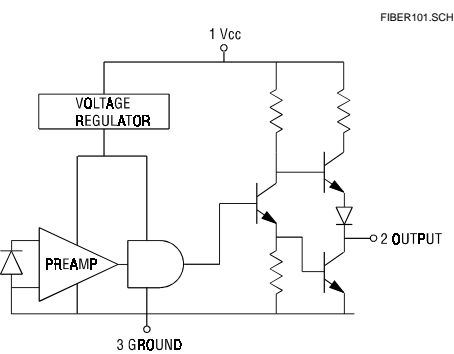 FIBER101.SCH
1 Vcc
VOLTAGE
REGULATOR
2 OUTPUT
PREAMP
3 GROUND